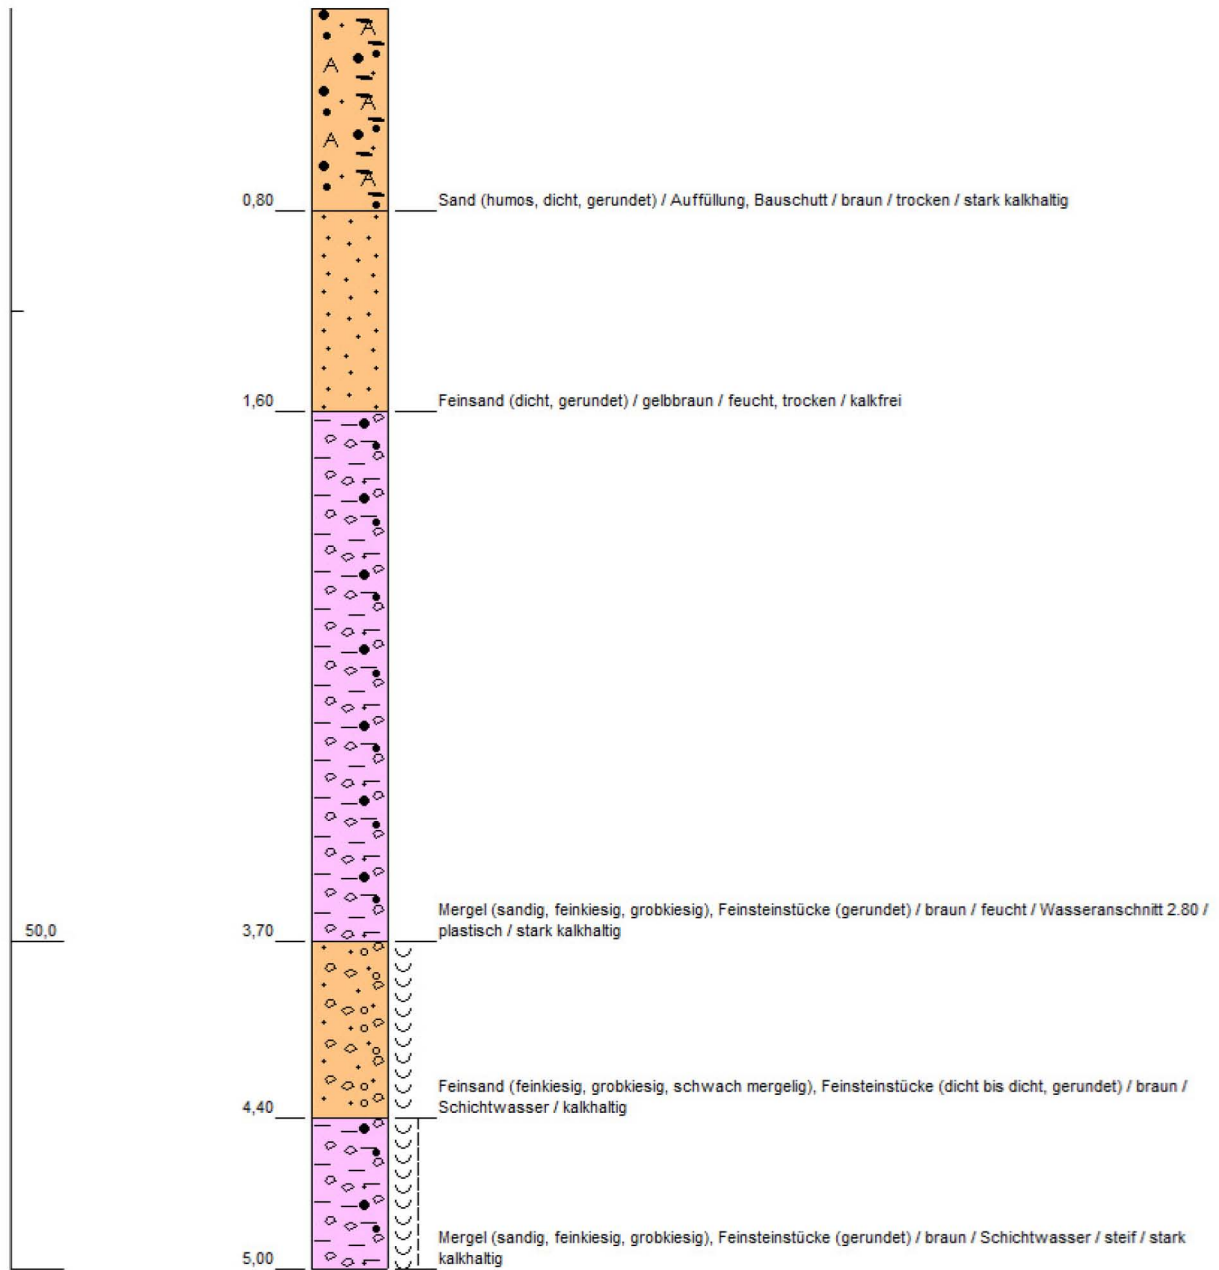 0,80
Sand (humos, dicht, gerundet) / Auffüllung, Bauschutt / braun / trocken / stark kalkhaltig
1,60
Feinsand (dicht, gerundet) / gelbbraun / feucht, trocken / kalkfrei
50,0
3,70
Mergel (sandig, feinkiesig, grobkiesig), Feinsteinstücke (gerundet) / braun / feucht / Wasseranschnitt 2.80 /
plastisch / stark kalkhaltig
4,40
Feinsand (feinkiesig, grobkiesig, schwach mergelig), Feinsteinstücke (dicht bis dicht, gerundet) / braun /
Schichtwasser / kalkhaltig
5,00
Mergel (sandig, feinkiesig, grobkiesig), Feinsteinstücke (gerundet) / braun / Schichtwasser / steif / stark
kalkhaltig